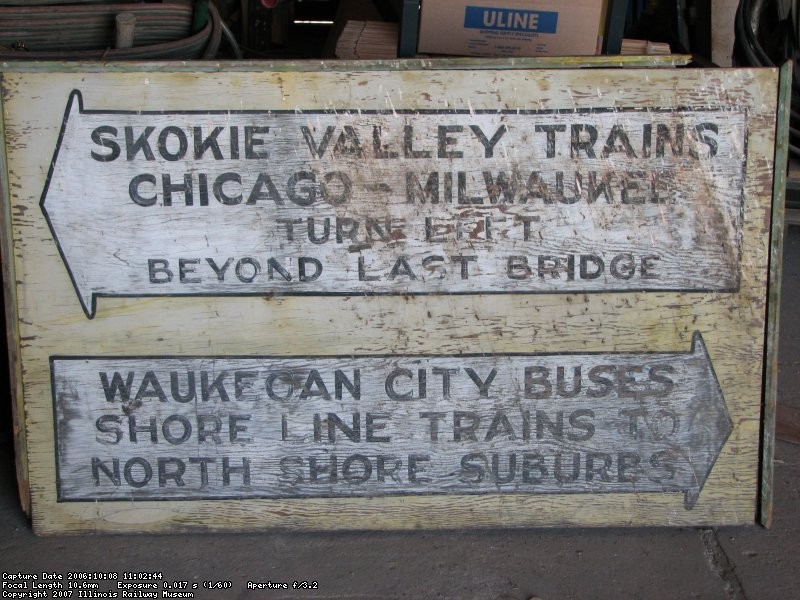 ULINE
SKOKIE VALLEY TRAINS
CHICAGO - MILWAUKEE
TURN LEFT
BEYOND LAST BRIDGE
WAUKEGAN CITY BUSES
SHORE LINE TRAINS TO
NORTH SHORE SUBURBS
Capture Date 2006:10:08 11:02:44
Focal Length 10.6mm Exposure 0.017 s (1/60) Aperture f/3.2
Copyright 2007 Illinois Railway Museum